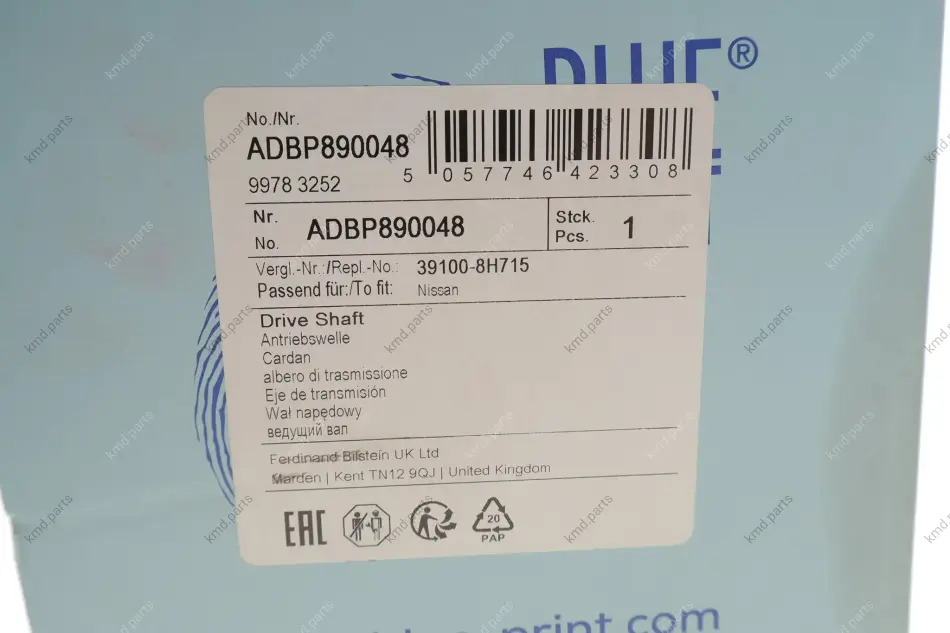 BLUE®
No./Nr.
ADBP890048
9978 3252
5 057746 423308
Nr.
No.
ADBP890048
Stck.
Pcs.
1
Vergl.-Nr.:/Repl.-No.: 39100-8H715
Passend für:/To fit: Nissan
Drive Shaft
Antriebswelle
Cardan
albero di trasmissione
Eje de transmisión
Wał napędowy
ведущий вал
Ferdinand Bilstein UK Ltd
Marden | Kent TN12 9QJ | United Kingdom
EAC
20
PAP
print.com
kmd.parts